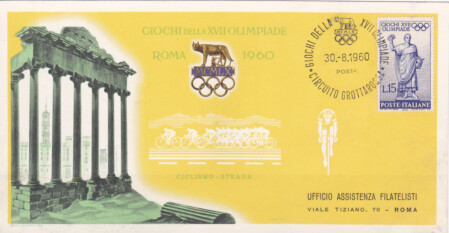 GIOCHI DELLA XVII OLIMPIADE
ROMA 1960
MCMLX
CICLISMO - STRADA
GIOCHI DELLA XVII OLIMPIADE
30.-8.1960
POSTE
CIRCUITO GROTTAROSSA
GIOCHI XVII OLIMPIADE
L.15
POSTE ITALIANE
UFFICIO ASSISTENZA FILATELISTI
VIALE TIZIANO, 70 - ROMA